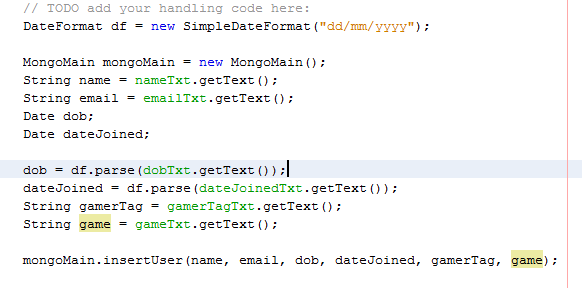 // TODO add your handling code here:
DateFormat df = new SimpleDateFormat("dd/mm/yyyy");
MongoMain mongoMain = new MongoMain();
String name = nameTxt.getText();
String email = emailTxt.getText();
Date dob;
Date dateJoined;
dob = df.parse(dobTxt.getText());
dateJoined = df.parse(dateJoinedTxt.getText());
String gamerTag = gamerTagTxt.getText();
String game = gameTxt.getText();
mongoMain.insertUser(name, email, dob, dateJoined, gamerTag, game);